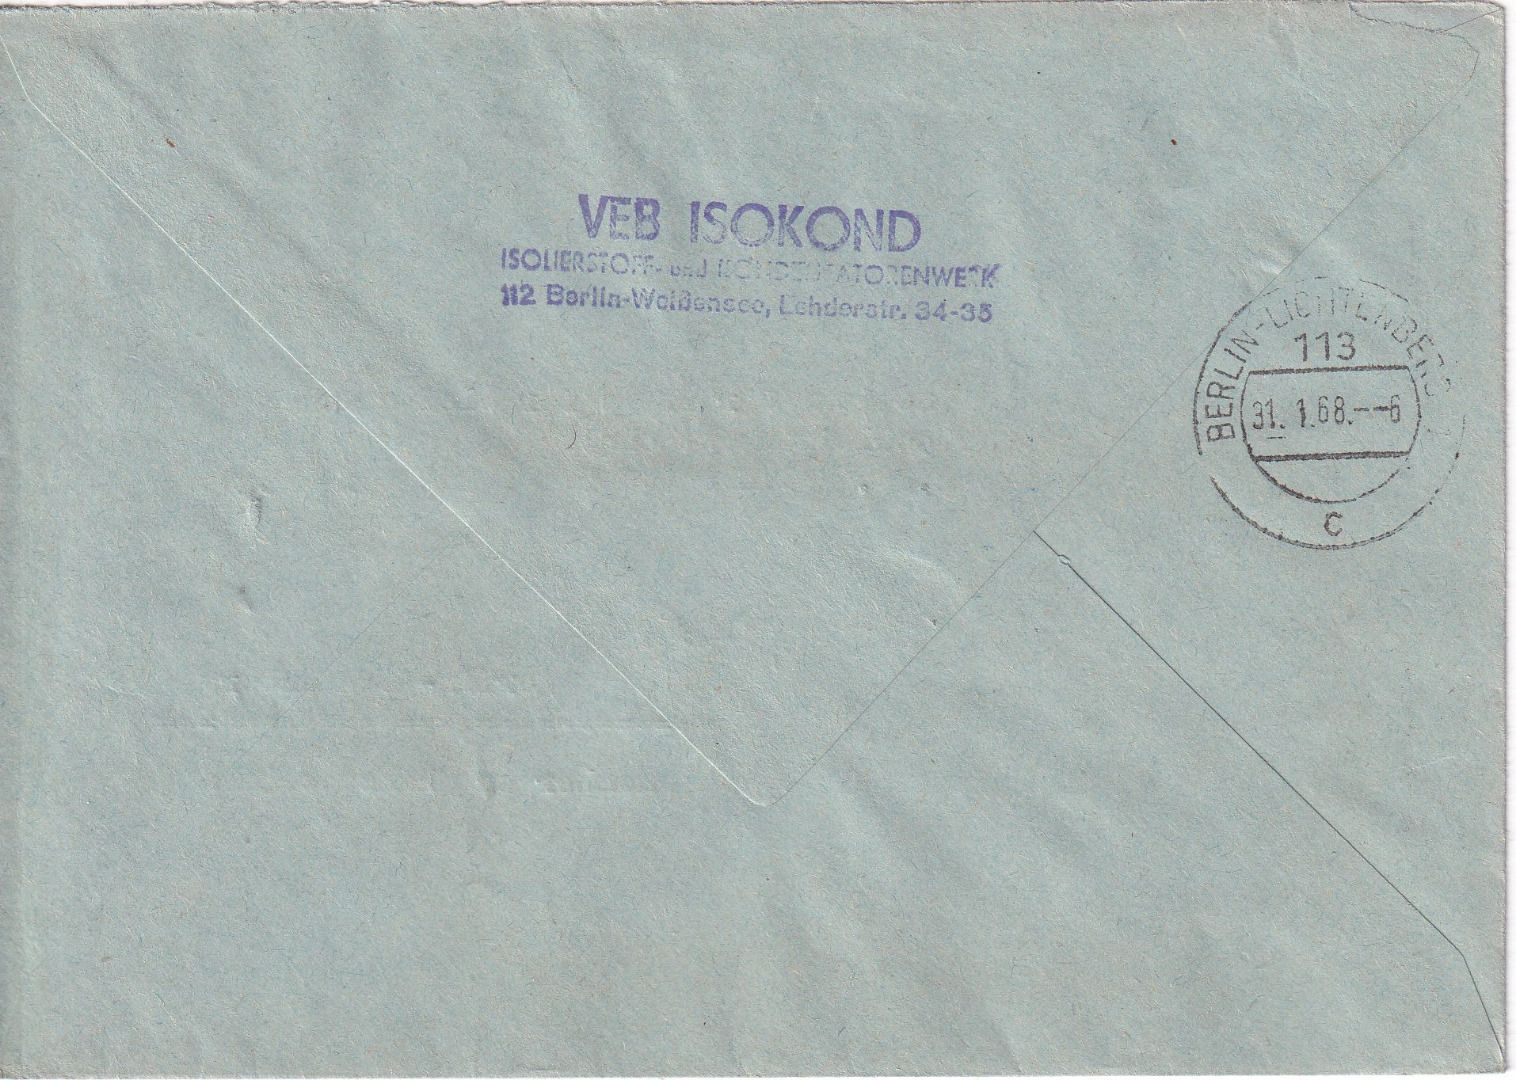 VEB ISOKOND
ISOLIERSTOFF- und KONDENSATORENWERK
112 Berlin-Weißensee, Lehderstr. 34-35
BERLIN-LICHTENBERG
113
31. 1.68.--6
c